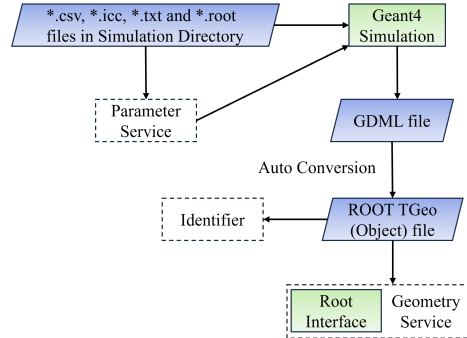 *.csv, *.icc, *.txt and *.root
files in Simulation Directory
Geant4
Simulation
Parameter
Service
GDML file
Auto Conversion
Identifier
ROOT TGeo
(Object) file
Root
Interface
Geometry
Service